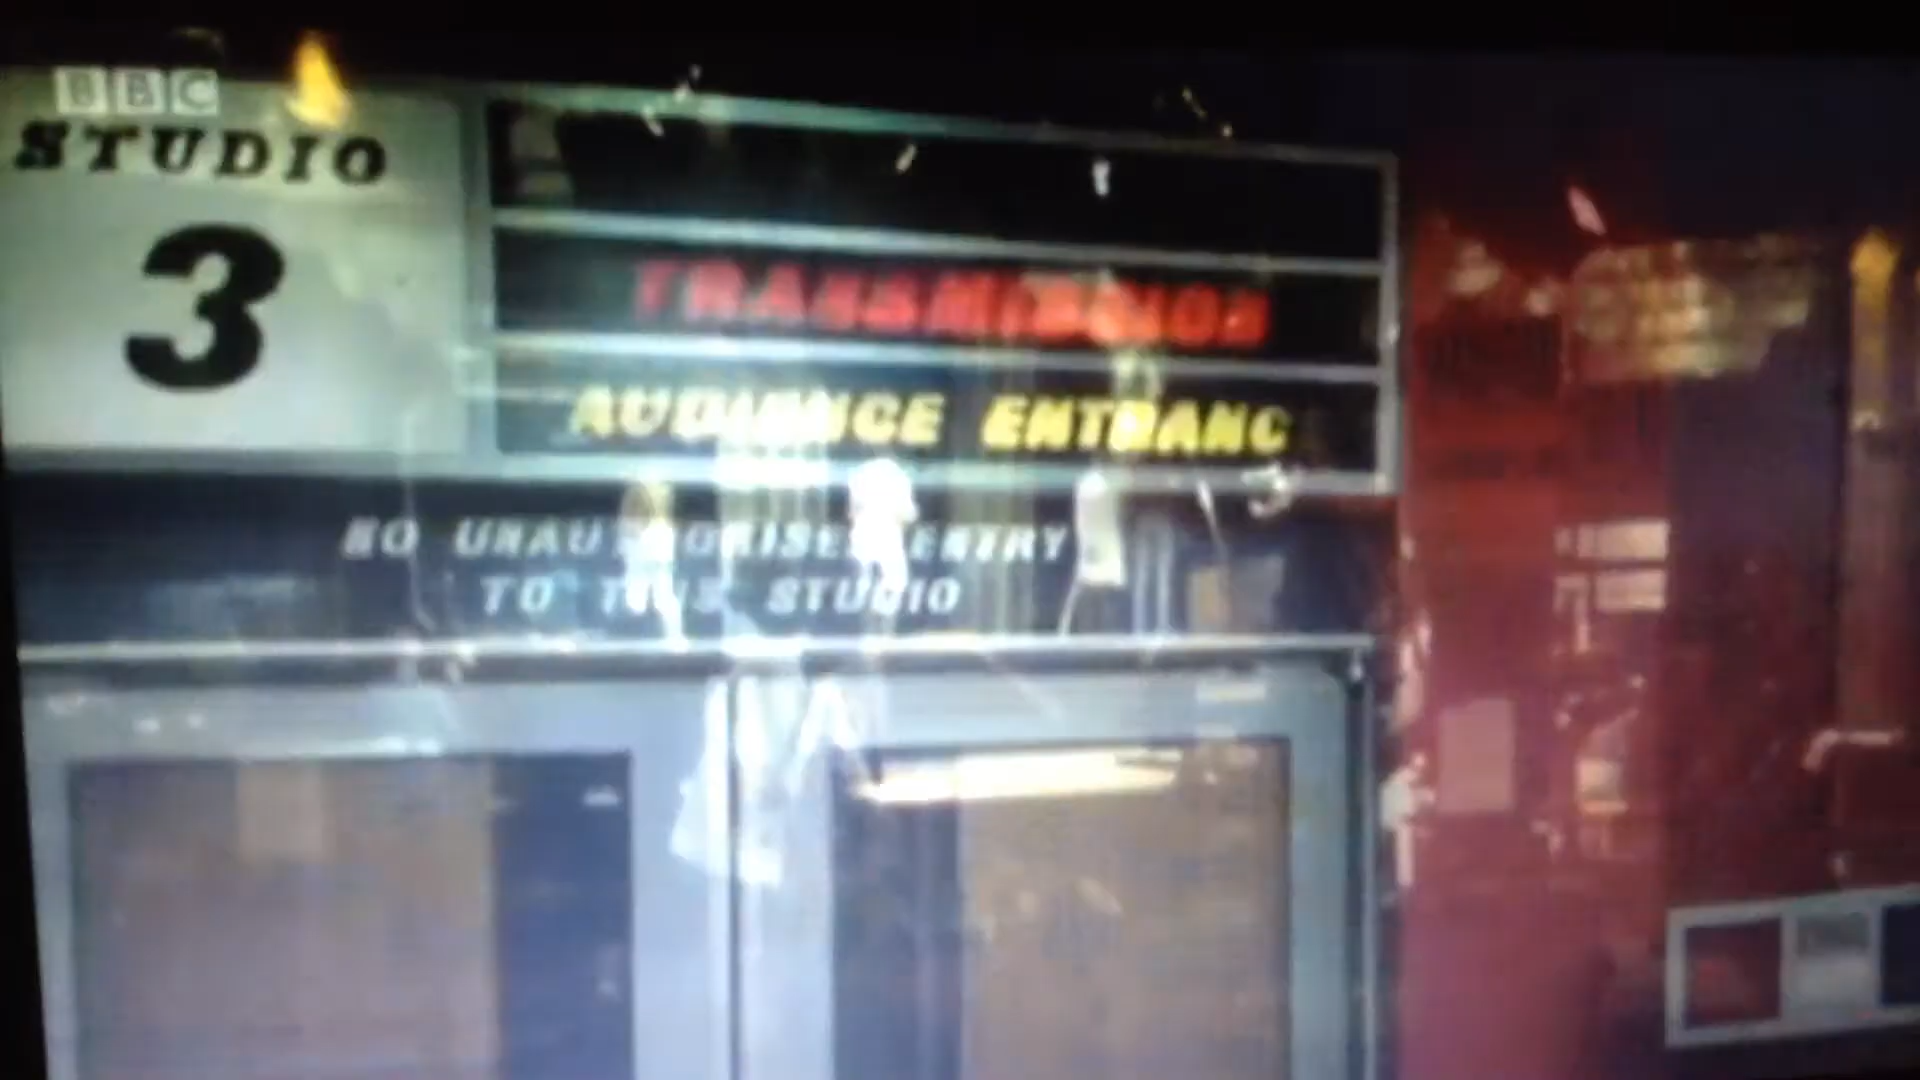 BBC
STUDIO
3
TRANSMISSION
AUDIENCE ENTRANC
NO UNAUTHORISED ENTRY
TO THIS STUDIO